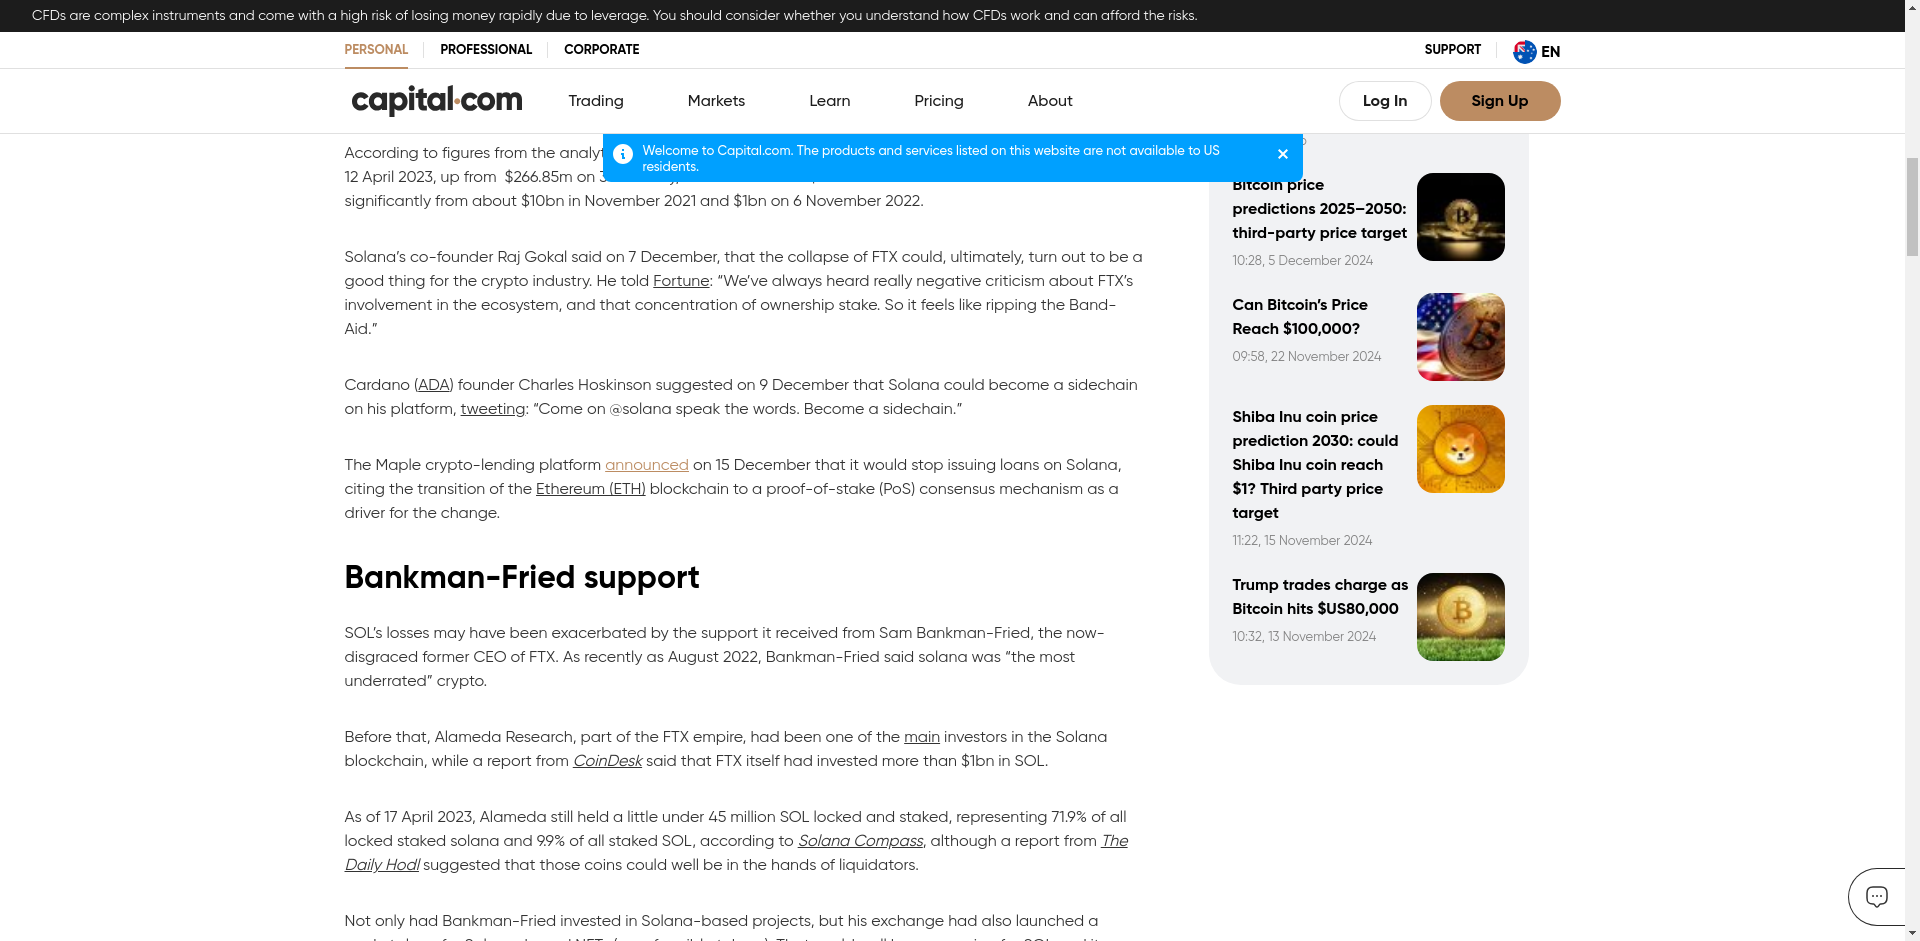 CFDs are complex instruments and come with a high risk of losing money rapidly due to leverage. You should consider whether you understand how CFDs work and can afford the risks.
PERSONAL
PROFESSIONAL
CORPORATE
SUPPORT
EN
capital.com
Trading
Markets
Learn
Pricing
About
Log In
Sign Up
Welcome to Capital.com. The products and services listed on this website are not available to US
residents.
According to figures from the
12 April 2023, up from $266.85m on
significantly from about $10bn in November 2021 and $1bn on 6 November 2022.
Solana’s co-founder Raj Gokal said on 7 December, that the collapse of FTX could, ultimately, turn out to be a
good thing for the crypto industry. He told Fortune: “We’ve always heard really negative criticism about FTX’s
involvement in the ecosystem, and that concentration of ownership stake. So it feels like ripping the Band-
Aid.”
Cardano (ADA) founder Charles Hoskinson suggested on 9 December that Solana could become a sidechain
on his platform, tweeting: “Come on @solana speak the words. Become a sidechain.”
The Maple crypto-lending platform announced on 15 December that it would stop issuing loans on Solana,
citing the transition of the Ethereum (ETH) blockchain to a proof-of-stake (PoS) consensus mechanism as a
driver for the change.
Bankman-Fried support
SOL’s losses may have been exacerbated by the support it received from Sam Bankman-Fried, the now-
disgraced former CEO of FTX. As recently as August 2022, Bankman-Fried said solana was “the most
underrated” crypto.
Before that, Alameda Research, part of the FTX empire, had been one of the main investors in the Solana
blockchain, while a report from CoinDesk said that FTX itself had invested more than $1bn in SOL.
As of 17 April 2023, Alameda still held a little under 45 million SOL locked and staked, representing 71.9% of all
locked staked solana and 9.9% of all staked SOL, according to Solana Compass, although a report from The
Daily Hodl suggested that those coins could well be in the hands of liquidators.
Not only had Bankman-Fried invested in Solana-based projects, but his exchange had also launched a
Bitcoin price
predictions 2025–2050:
third-party price target
10:28, 5 December 2024
Can Bitcoin’s Price
Reach $100,000?
09:58, 22 November 2024
Shiba Inu coin price
prediction 2030: could
Shiba Inu coin reach
$1? Third party price
target
11:22, 15 November 2024
Trump trades charge as
Bitcoin hits $US80,000
10:32, 13 November 2024